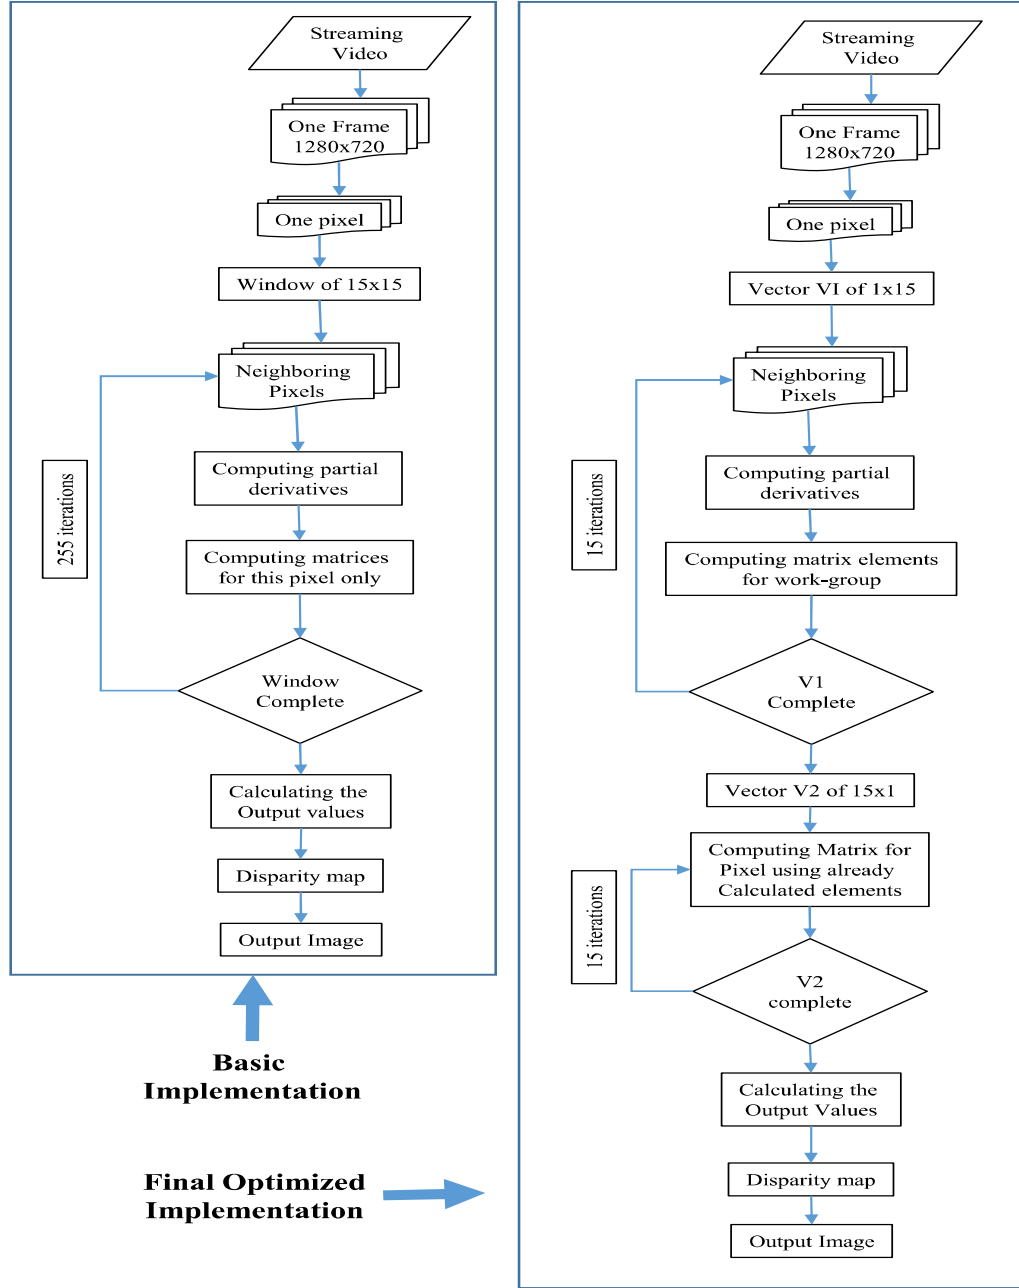 Streaming
Video
One Frame
1280x720
One pixel
Window of 15x15
Neighboring
Pixels
255 iterations
Computing partial
derivatives
Computing matrices
for this pixel only
Window
Complete
Calculating the
Output values
Disparity map
Output Image
Basic
Implementation
Final Optimized
Implementation
Streaming
Video
One Frame
1280x720
One pixel
Vector VI of 1x15
Neighboring
Pixels
15 iterations
Computing partial
derivatives
Computing matrix elements
for work-group
V1
Complete
Vector V2 of 15x1
Computing Matrix for
Pixel using already
Calculated elements
15 iterations
V2
complete
Calculating the
Output Values
Disparity map
Output Image